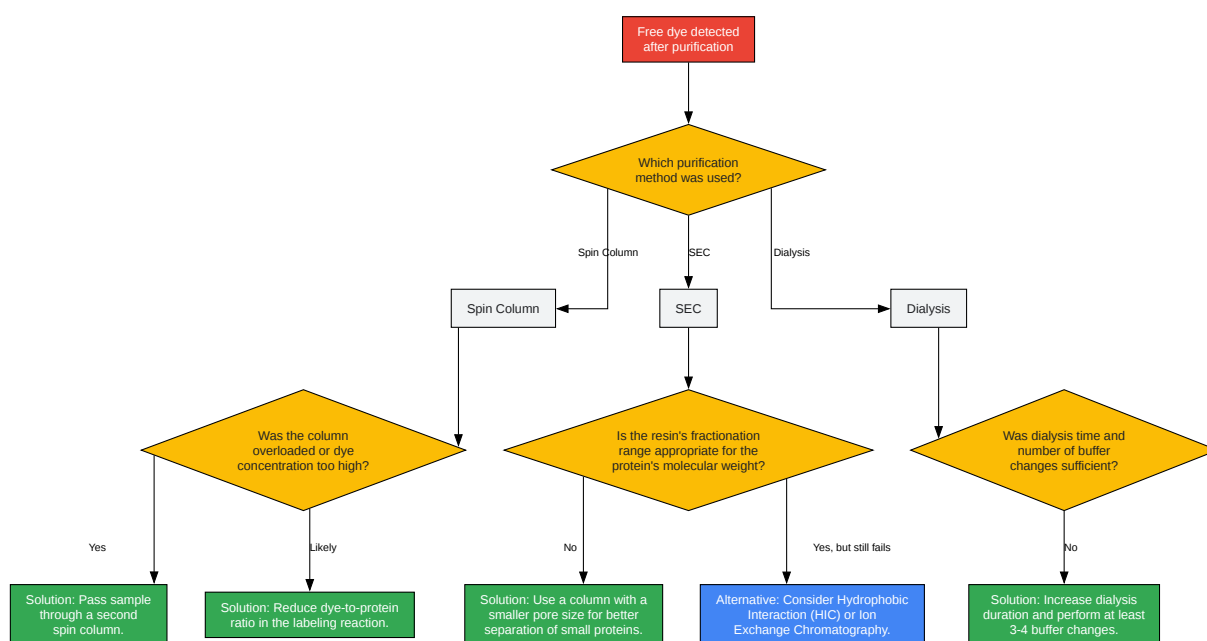 Free dye detected
after purification
Which purification
method was used?
Spin Column
SEC
Dialysis
Spin Column
SEC
Dialysis
Was the column
overloaded or dye
concentration too high?
Is the resin's fractionation
range appropriate for the
protein's molecular weight?
Was dialysis time and
number of buffer
changes sufficient?
Yes
Likely
No
Yes, but still fails
No
Solution: Pass sample
through a second
spin column.
Solution: Reduce dye-to-protein
ratio in the labeling reaction.
Solution: Use a column with a
smaller pore size for better
separation of small proteins.
Alternative: Consider Hydrophobic
Interaction (HIC) or Ion
Exchange Chromatography.
Solution: Increase dialysis
duration and perform at least
3-4 buffer changes.